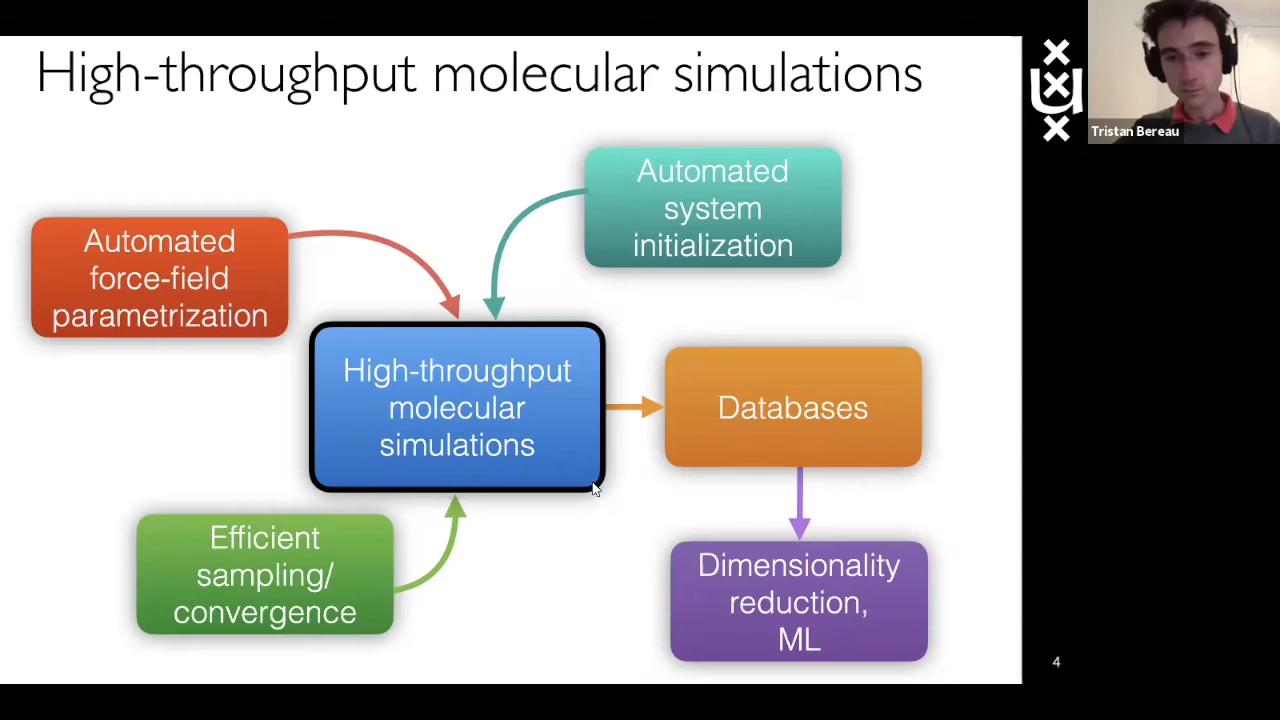 High-throughput molecular simulations
Tristan Bereau
Automated
system
initialization
Automated
force-field
parametrization
High-throughput
molecular
simulations
Databases
Efficient
sampling/
convergence
Dimensionality
reduction,
ML
4